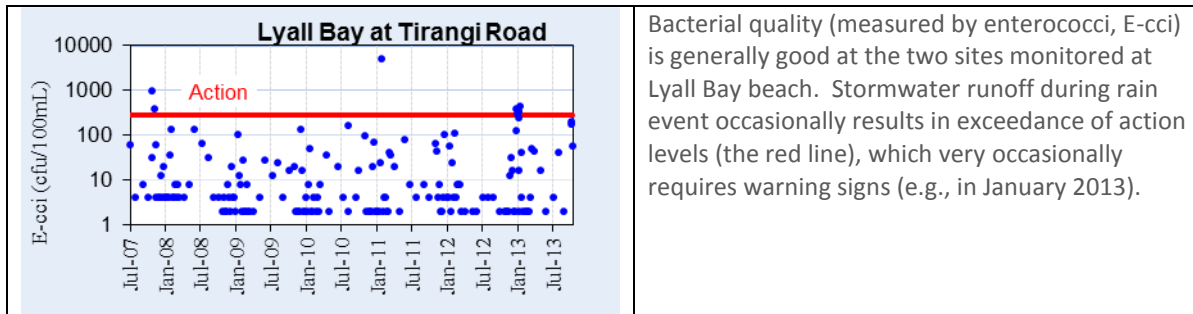 Lyall Bay at Tirangi Road
10000
1000
100
10
1
E-cci (cfu/100mL)
Action
Jul-07
Jan-08
Jul-08
Jan-09
Jul-09
Jan-10
Jul-10
Jan-11
Jul-11
Jan-12
Jul-12
Jan-13
Jul-13
Bacterial quality (measured by enterococci, E-cci)
is generally good at the two sites monitored at
Lyall Bay beach.  Stormwater runoff during rain
event occasionally results in exceedance of action
levels (the red line), which very occasionally
requires warning signs (e.g., in January 2013).